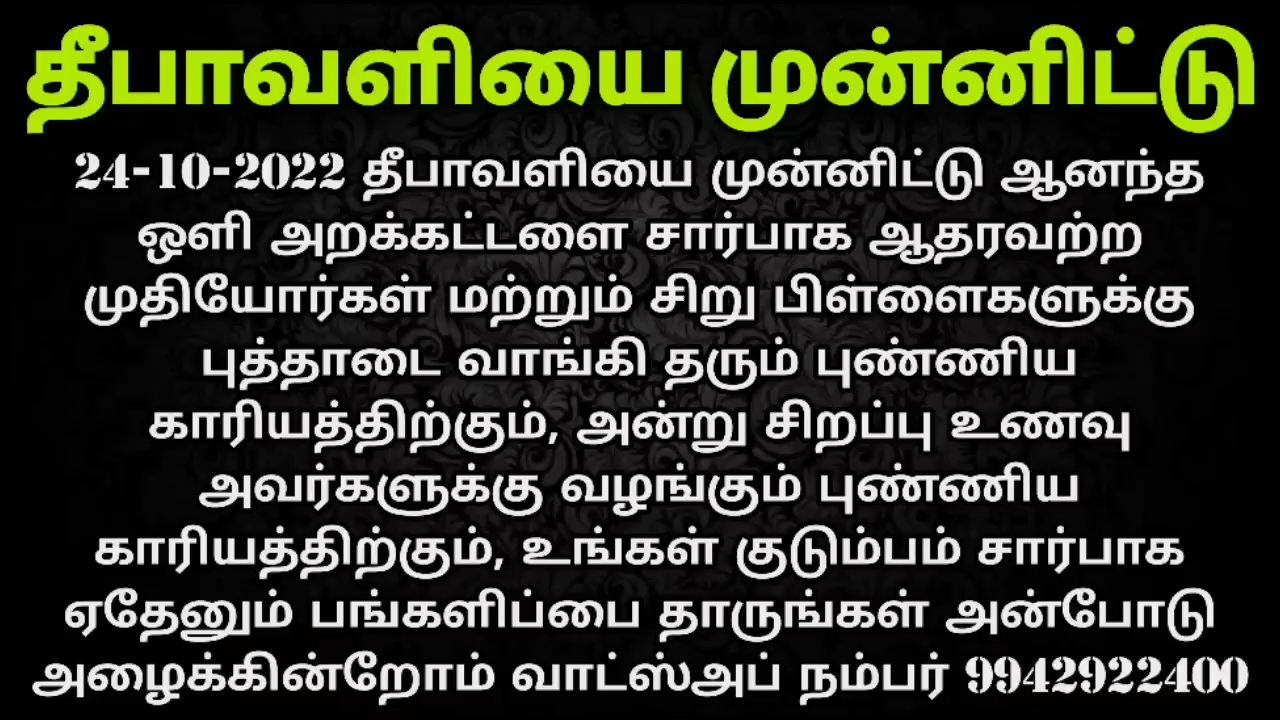 தீபாவளியை முன்னிட்டு
24-10-2022 தீபாவளியை முன்னிட்டு ஆனந்த
ஒளி அறக்கட்டளை சார்பாக ஆதரவற்ற
முதியோர்கள் மற்றும் சிறு பிள்ளைகளுக்கு
புத்தாடை வாங்கி தரும் புண்ணிய
காரியத்திற்கும், அன்று சிறப்பு உணவு
அவர்களுக்கு வழங்கும் புண்ணிய
காரியத்திற்கும், உங்கள் குடும்பம் சார்பாக
ஏதேனும் பங்களிப்பை தாருங்கள் அன்போடு
அழைக்கின்றோம் வாட்ஸ்அப் நம்பர் 9942922400